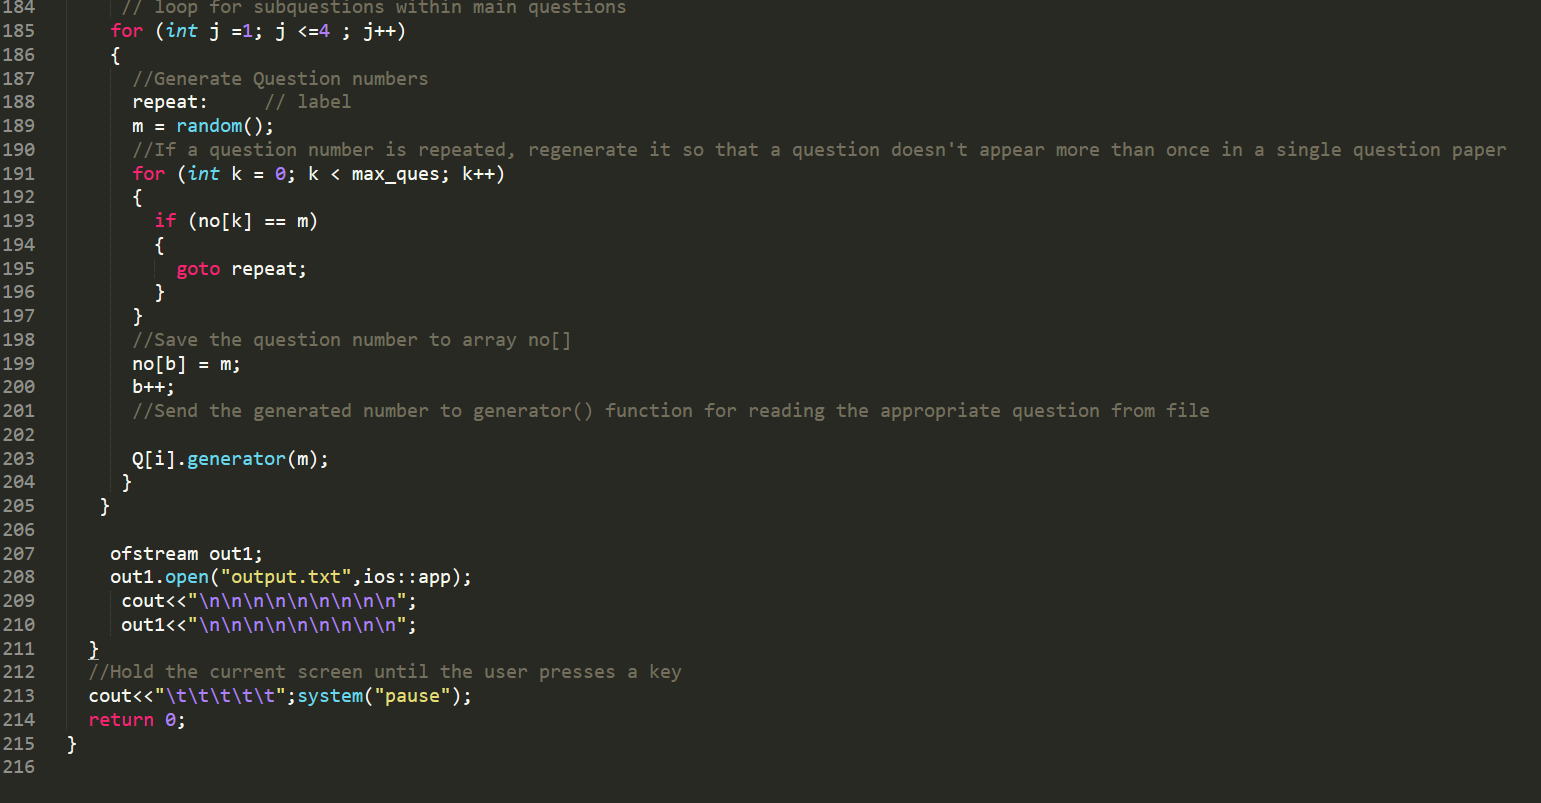 184 // loop for subquestions within main questions
185 for (int j =1; j <=4 ; j++)
186 {
187 //Generate Question numbers
188 repeat:     // label
189 m = random();
190 //If a question number is repeated, regenerate it so that a question doesn't appear more than once in a single question paper
191 for (int k = 0; k < max_ques; k++)
192 {
193 if (no[k] == m)
194 {
195 goto repeat;
196 }
197 }
198 //Save the question number to array no[]
199 no[b] = m;
200 b++;
201 //Send the generated number to generator() function for reading the appropriate question from file
202
203 Q[i].generator(m);
204 }
205 }
206
207 ofstream out1;
208 out1.open("output.txt",ios::app);
209 cout<<"\n\n\n\n\n\n\n\n\n";
210 out1<<"\n\n\n\n\n\n\n\n\n";
211 }
212 //Hold the current screen until the user presses a key
213 cout<<"\t\t\t\t\t";system("pause");
214 return 0;
215 }
216